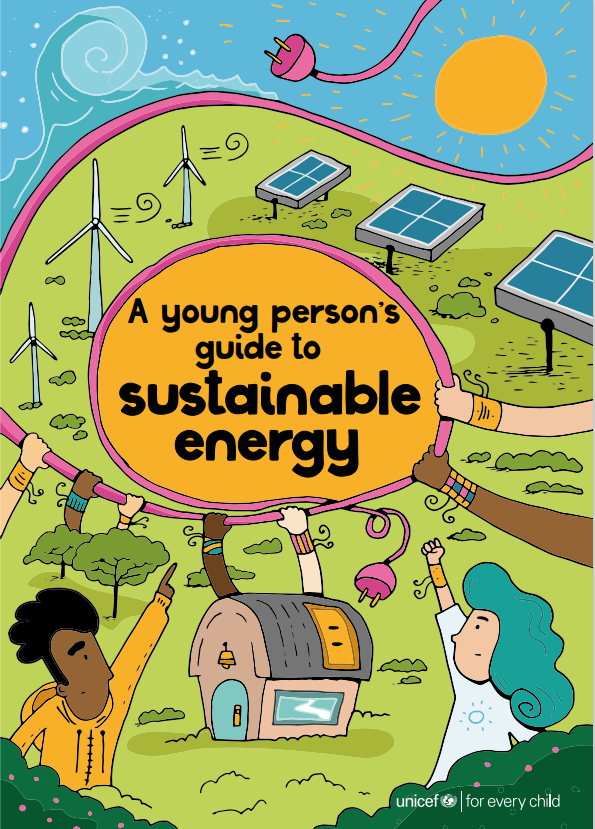 A young person's
guide to
sustainable
energy
unicef | for every child